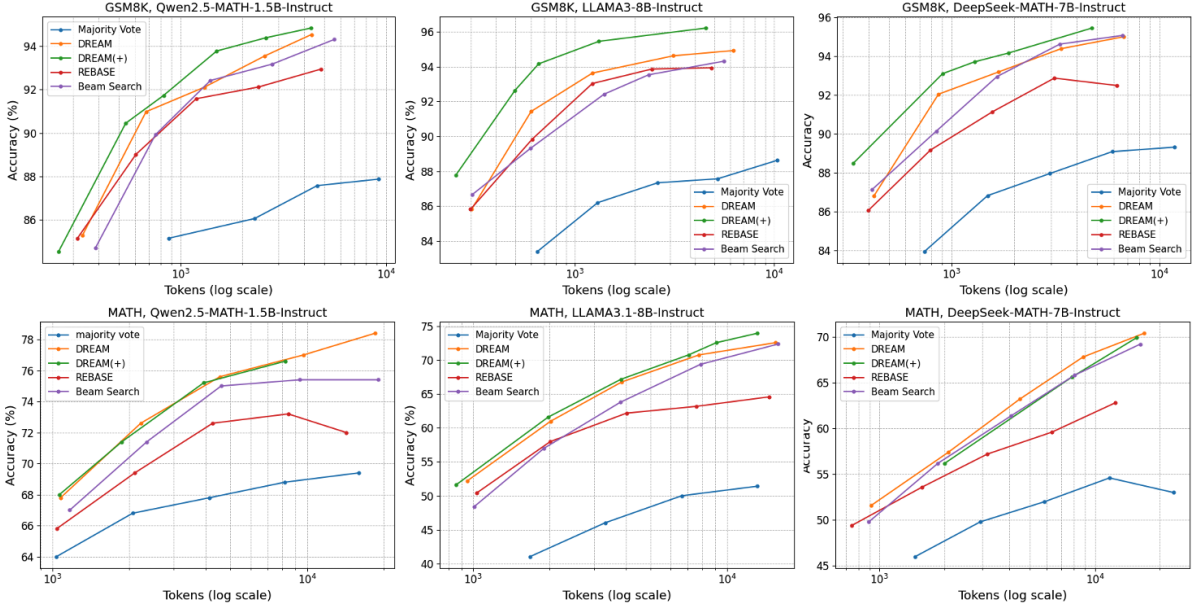 GSM8K, Qwen2.5-MATH-1.5B-Instruct
Accuracy (%)
94
92
90
88
86
Majority Vote
DREAM
DREAM(+)
REBASE
Beam Search
10³
10⁴
Tokens (log scale)
GSM8K, LLAMA3-8B-Instruct
Accuracy (%)
96
94
92
90
88
86
84
Majority Vote
DREAM
DREAM(+)
REBASE
Beam Search
10³
10⁴
Tokens (log scale)
GSM8K, DeepSeek-MATH-7B-Instruct
Accuracy
96
94
92
90
88
86
84
Majority Vote
DREAM
DREAM(+)
REBASE
Beam Search
10³
10⁴
Tokens (log scale)
MATH, Qwen2.5-MATH-1.5B-Instruct
Accuracy (%)
78
76
74
72
70
68
66
64
majority vote
DREAM
DREAM(+)
REBASE
Beam Search
10³
10⁴
Tokens (log scale)
MATH, LLAMA3.1-8B-Instruct
Accuracy (%)
75
70
65
60
55
50
45
40
Majority Vote
DREAM
DREAM(+)
REBASE
Beam Search
10³
10⁴
Tokens (log scale)
MATH, DeepSeek-MATH-7B-Instruct
Accuracy
70
65
60
55
50
45
Majority Vote
DREAM
DREAM(+)
REBASE
Beam Search
10³
10⁴
Tokens (log scale)